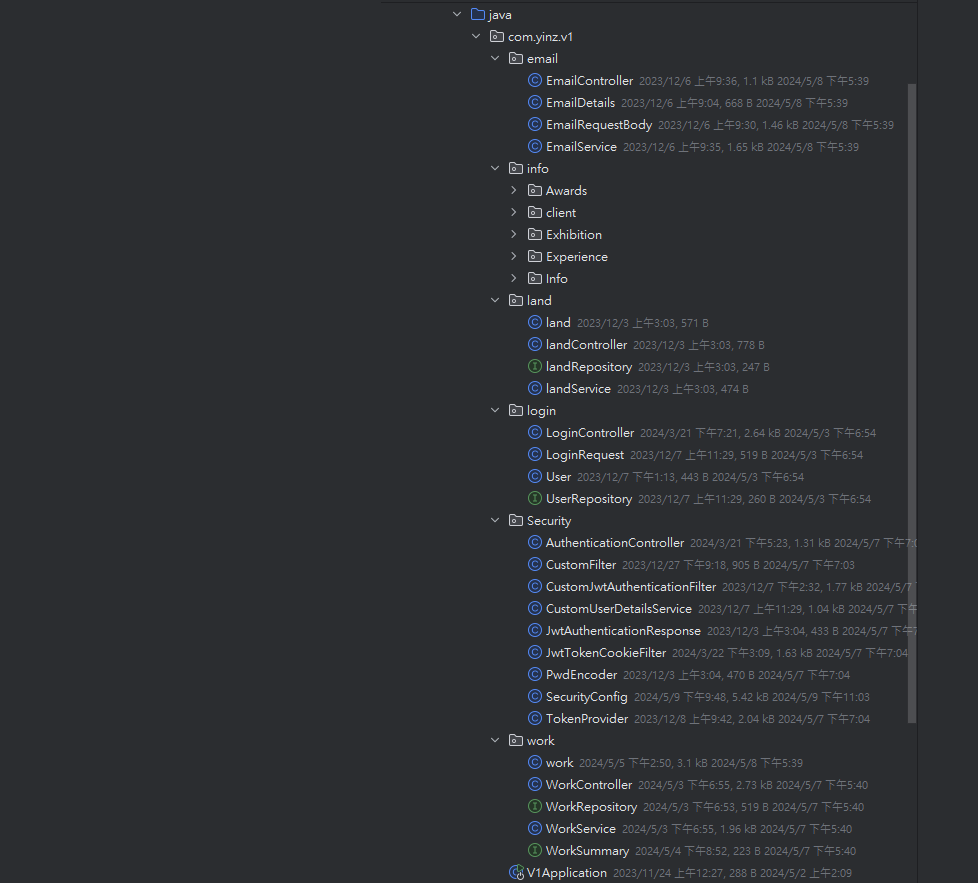 java
com.yinz.v1
email
EmailController 2023/12/6 上午9:36, 1.1 kB 2024/5/8 下午5:39
EmailDetails 2023/12/6 上午9:04, 668 B 2024/5/8 下午5:39
EmailRequestBody 2023/12/6 上午9:30, 1.46 kB 2024/5/8 下午5:39
EmailService 2023/12/6 上午9:35, 1.65 kB 2024/5/8 下午5:39
info
Awards
client
Exhibition
Experience
Info
land
land 2023/12/3 上午3:03, 571 B
landController 2023/12/3 上午3:03, 778 B
landRepository 2023/12/3 上午3:03, 247 B
landService 2023/12/3 上午3:03, 474 B
login
LoginController 2024/3/21 下午7:21, 2.64 kB 2024/5/3 下午6:54
LoginRequest 2023/12/7 上午11:29, 519 B 2024/5/3 下午6:54
User 2023/12/7 下午1:13, 443 B 2024/5/3 下午6:54
UserRepository 2023/12/7 上午11:29, 260 B 2024/5/3 下午6:54
Security
AuthenticationController 2024/3/21 下午5:23, 1.31 kB 2024/5/7 下午7:0
CustomFilter 2023/12/27 下午9:18, 905 B 2024/5/7 下午7:03
CustomJwtAuthenticationFilter 2023/12/7 下午2:32, 1.77 kB 2024/5/7
CustomUserDetailsService 2023/12/7 上午11:29, 1.04 kB 2024/5/7 下午
JwtAuthenticationResponse 2023/12/3 上午3:04, 433 B 2024/5/7 下午7
JwtTokenCookieFilter 2024/3/22 下午3:09, 1.63 kB 2024/5/7 下午7:04
PwdEncoder 2023/12/3 上午3:04, 470 B 2024/5/7 下午7:04
SecurityConfig 2024/5/9 下午9:48, 5.42 kB 2024/5/9 下午11:03
TokenProvider 2023/12/8 上午9:42, 2.04 kB 2024/5/7 下午7:04
work
work 2024/5/5 下午2:50, 3.1 kB 2024/5/8 下午5:39
WorkController 2024/5/3 下午6:55, 2.73 kB 2024/5/7 下午5:40
WorkRepository 2024/5/3 下午6:53, 519 B 2024/5/7 下午5:40
WorkService 2024/5/3 下午6:55, 1.96 kB 2024/5/7 下午5:40
WorkSummary 2024/5/4 下午8:52, 223 B 2024/5/7 下午5:40
V1Application 2023/11/24 上午12:27, 288 B 2024/5/2 上午2:09